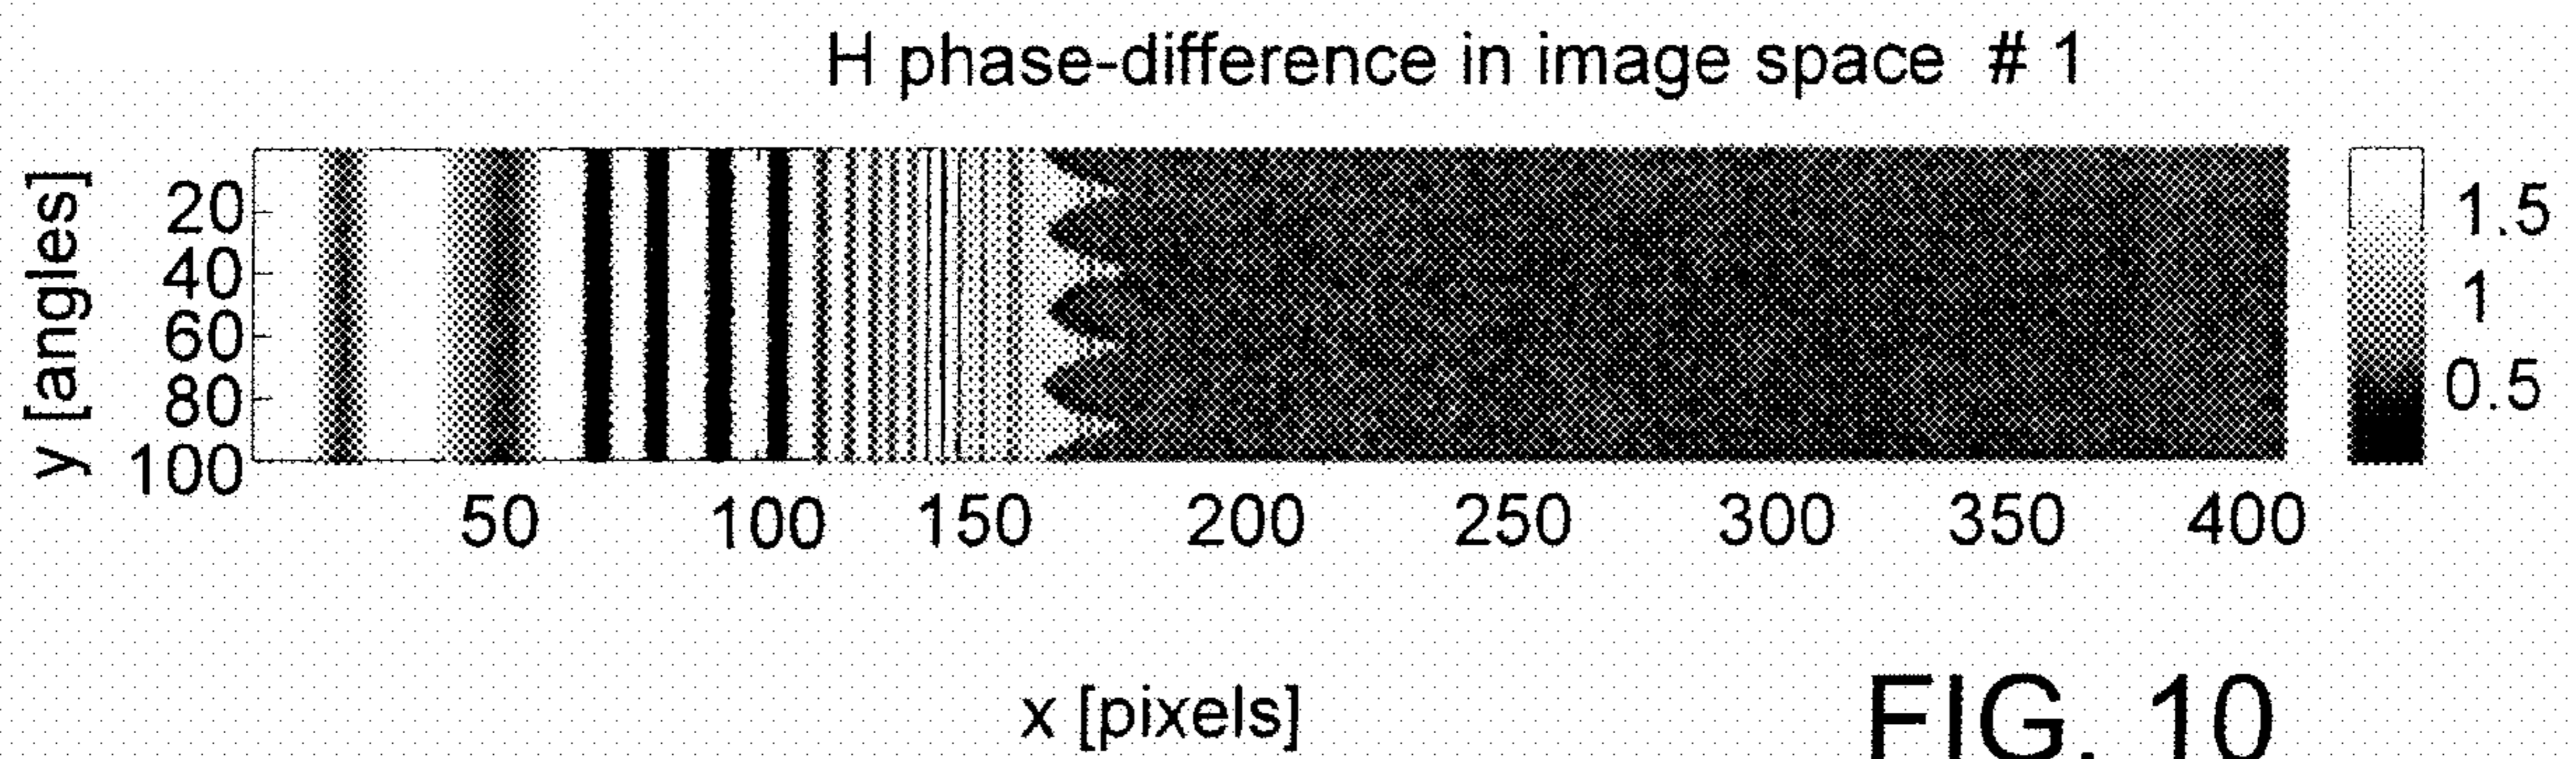 H phase-difference in image space # 1
y [angles]
20
40
60
80
100
50 100 150 200 250 300 350 400
1.5
1
0.5
x [pixels]
FIG. 10